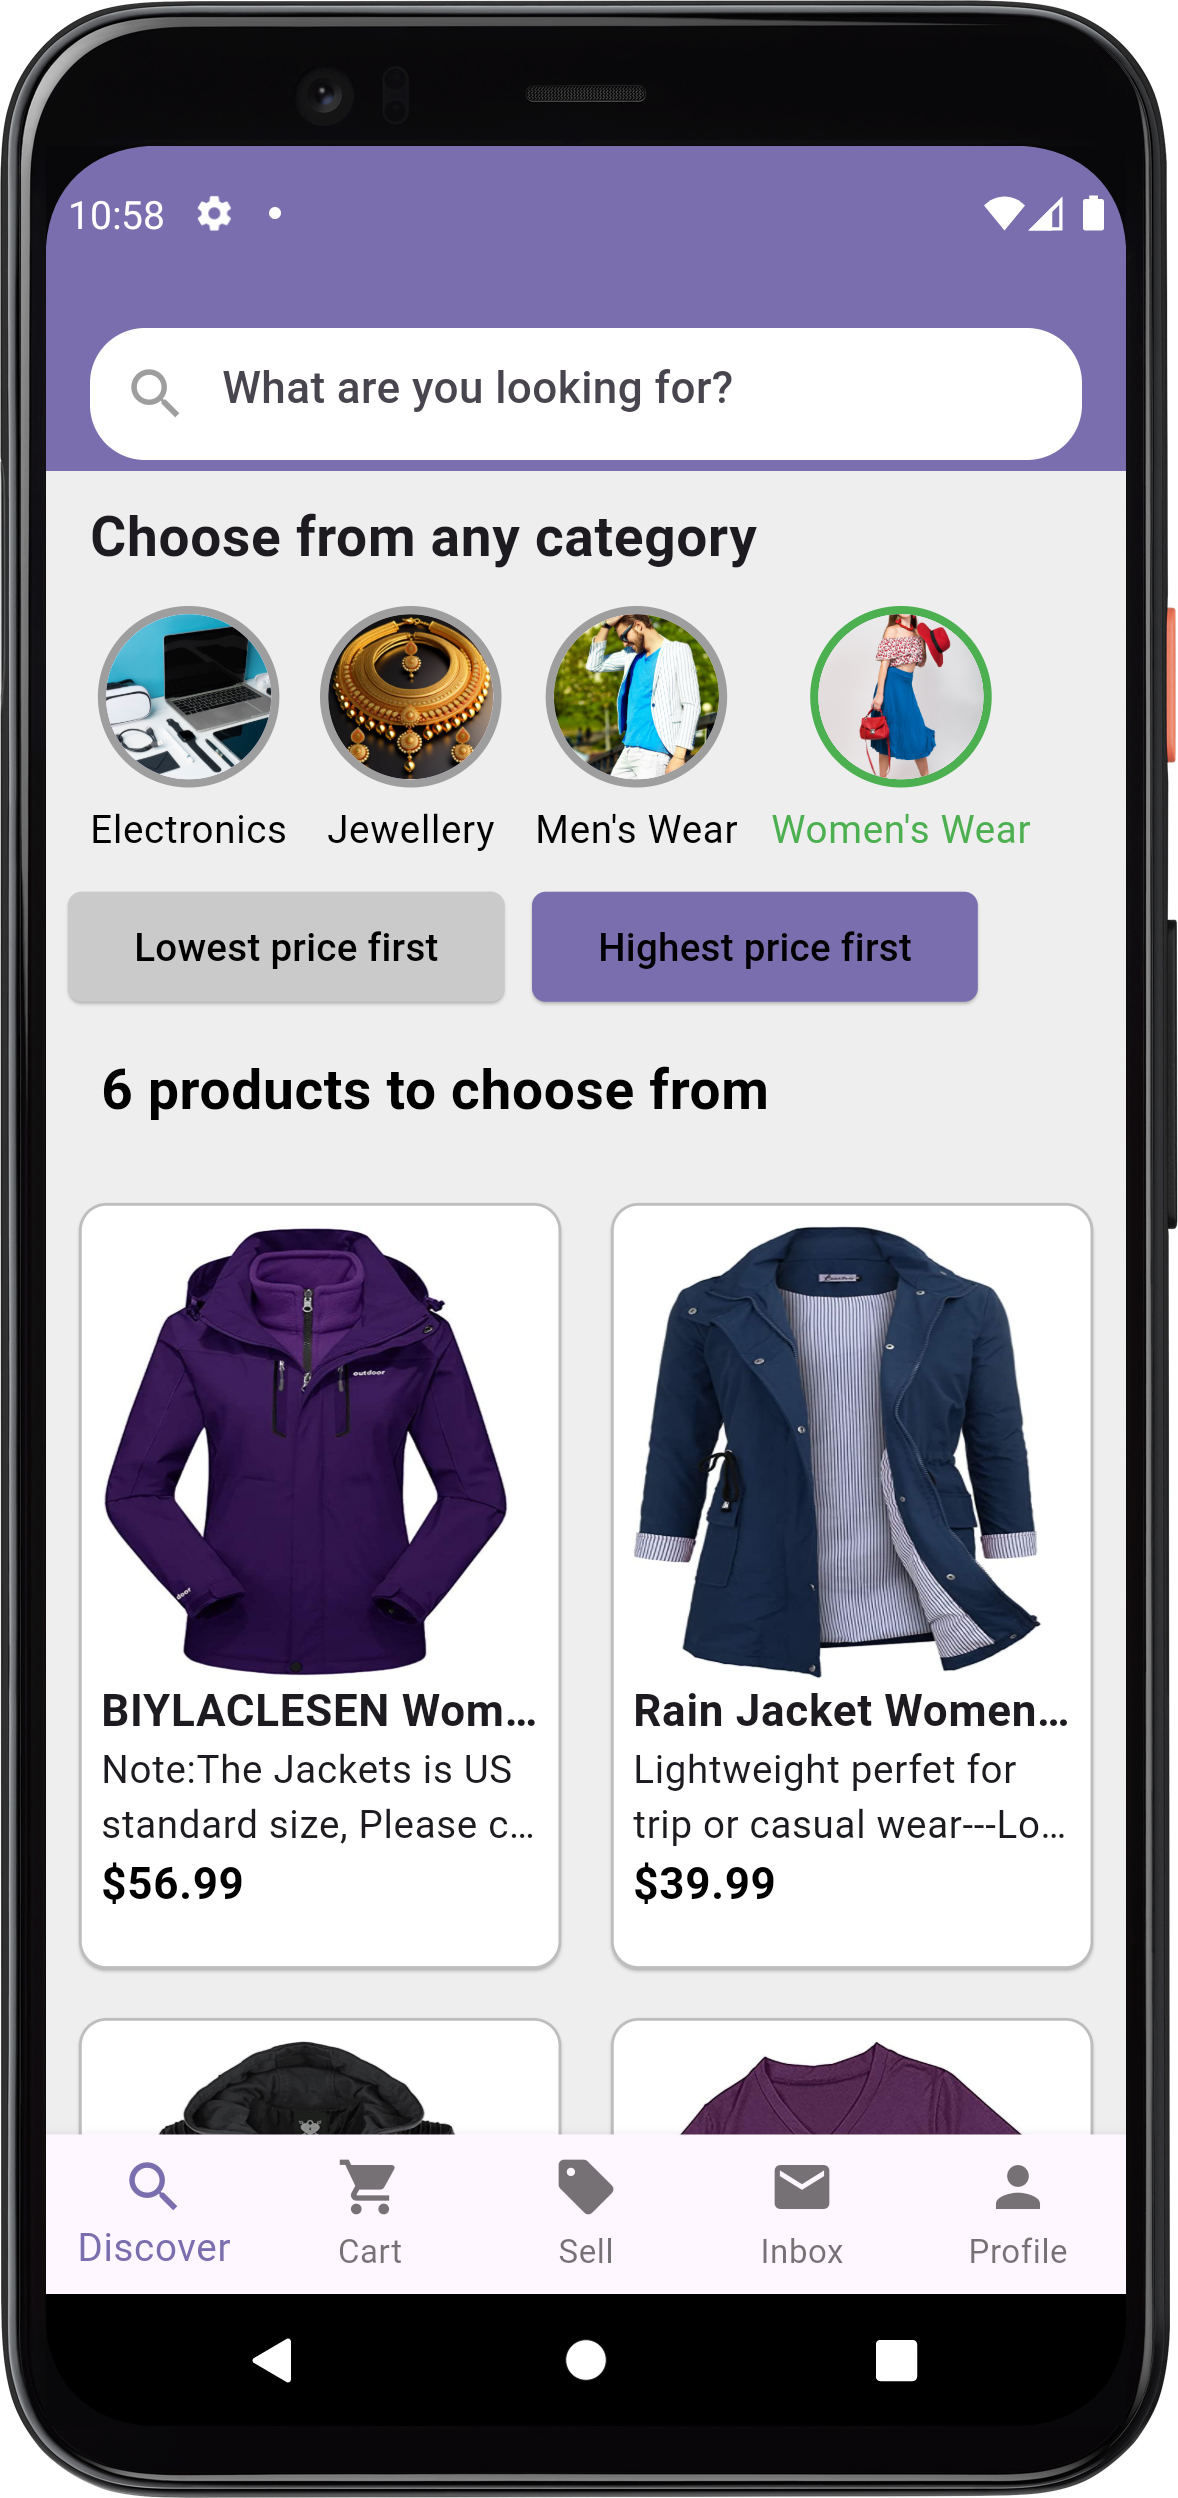 10:58
What are you looking for?
Choose from any category
Electronics
Jewellery
Men's Wear
Women's Wear
Lowest price first
Highest price first
6 products to choose from
outdoor
door
BIYLACLESEN Wom...
Note:The Jackets is US
standard size, Please c...
$56.99
Rain Jacket Women...
Lightweight perfet for
trip or casual wear---Lo...
$39.99
Discover
Cart
Sell
Inbox
Profile